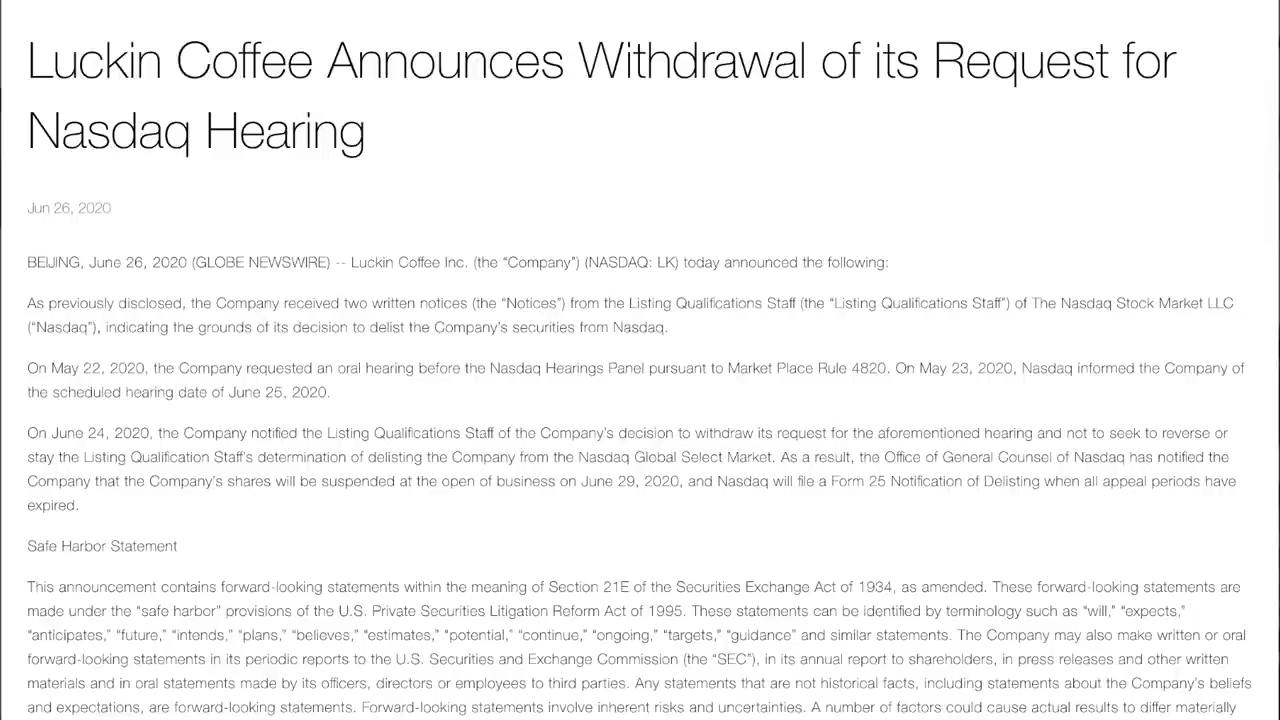 Luckin Coffee Announces Withdrawal of its Request for
Nasdaq Hearing
Jun 26, 2020
BEIJING, June 26, 2020 (GLOBE NEWSWIRE) -- Luckin Coffee Inc. (the “Company”) (NASDAQ: LK) today announced the following:
As previously disclosed, the Company received two written notices (the “Notices”) from the Listing Qualifications Staff (the “Listing Qualifications Staff”) of The Nasdaq Stock Market LLC
(“Nasdaq”), indicating the grounds of its decision to delist the Company’s securities from Nasdaq.
On May 22, 2020, the Company requested an oral hearing before the Nasdaq Hearings Panel pursuant to Market Place Rule 4820. On May 23, 2020, Nasdaq informed the Company of
the scheduled hearing date of June 25, 2020.
On June 24, 2020, the Company notified the Listing Qualifications Staff of the Company’s decision to withdraw its request for the aforementioned hearing and not to seek to reverse or
stay the Listing Qualification Staff’s determination of delisting the Company from the Nasdaq Global Select Market. As a result, the Office of General Counsel of Nasdaq has notified the
Company that the Company’s shares will be suspended at the open of business on June 29, 2020, and Nasdaq will file a Form 25 Notification of Delisting when all appeal periods have
expired.
Safe Harbor Statement
This announcement contains forward-looking statements within the meaning of Section 21E of the Securities Exchange Act of 1934, as amended. These forward-looking statements are
made under the “safe harbor” provisions of the U.S. Private Securities Litigation Reform Act of 1995. These statements can be identified by terminology such as “will,” “expects,”
“anticipates,” “future,” “intends,” “plans,” “believes,” “estimates,” “potential,” “continue,” “ongoing,” “targets,” “guidance” and similar statements. The Company may also make written or oral
forward-looking statements in its periodic reports to the U.S. Securities and Exchange Commission (the “SEC”), in its annual report to shareholders, in press releases and other written
materials and in oral statements made by its officers, directors or employees to third parties. Any statements that are not historical facts, including statements about the Company’s beliefs
and expectations, are forward-looking statements. Forward-looking statements involve inherent risks and uncertainties. A number of factors could cause actual results to differ materially